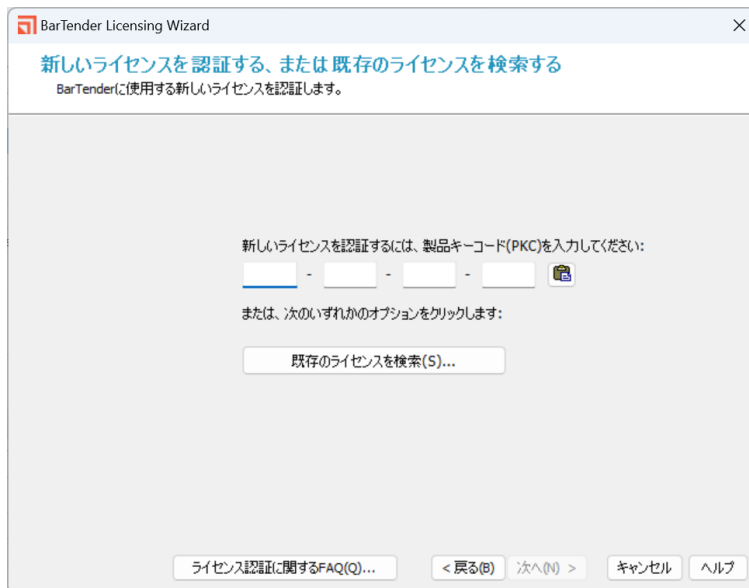 BarTender Licensing Wizard
新しいライセンスを認証する、または既存のライセンスを検索する
BarTenderに使用する新しいライセンスを認証します。
新しいライセンスを認証するには、製品キーコード(PKC)を入力してください:
- - -
または、次のいずれかのオプションをクリックします:
既存のライセンスを検索(S)...
ライセンス認証に関するFAQ(Q)... < 戻る(B) 次へ(N) > キャンセル ヘルプ